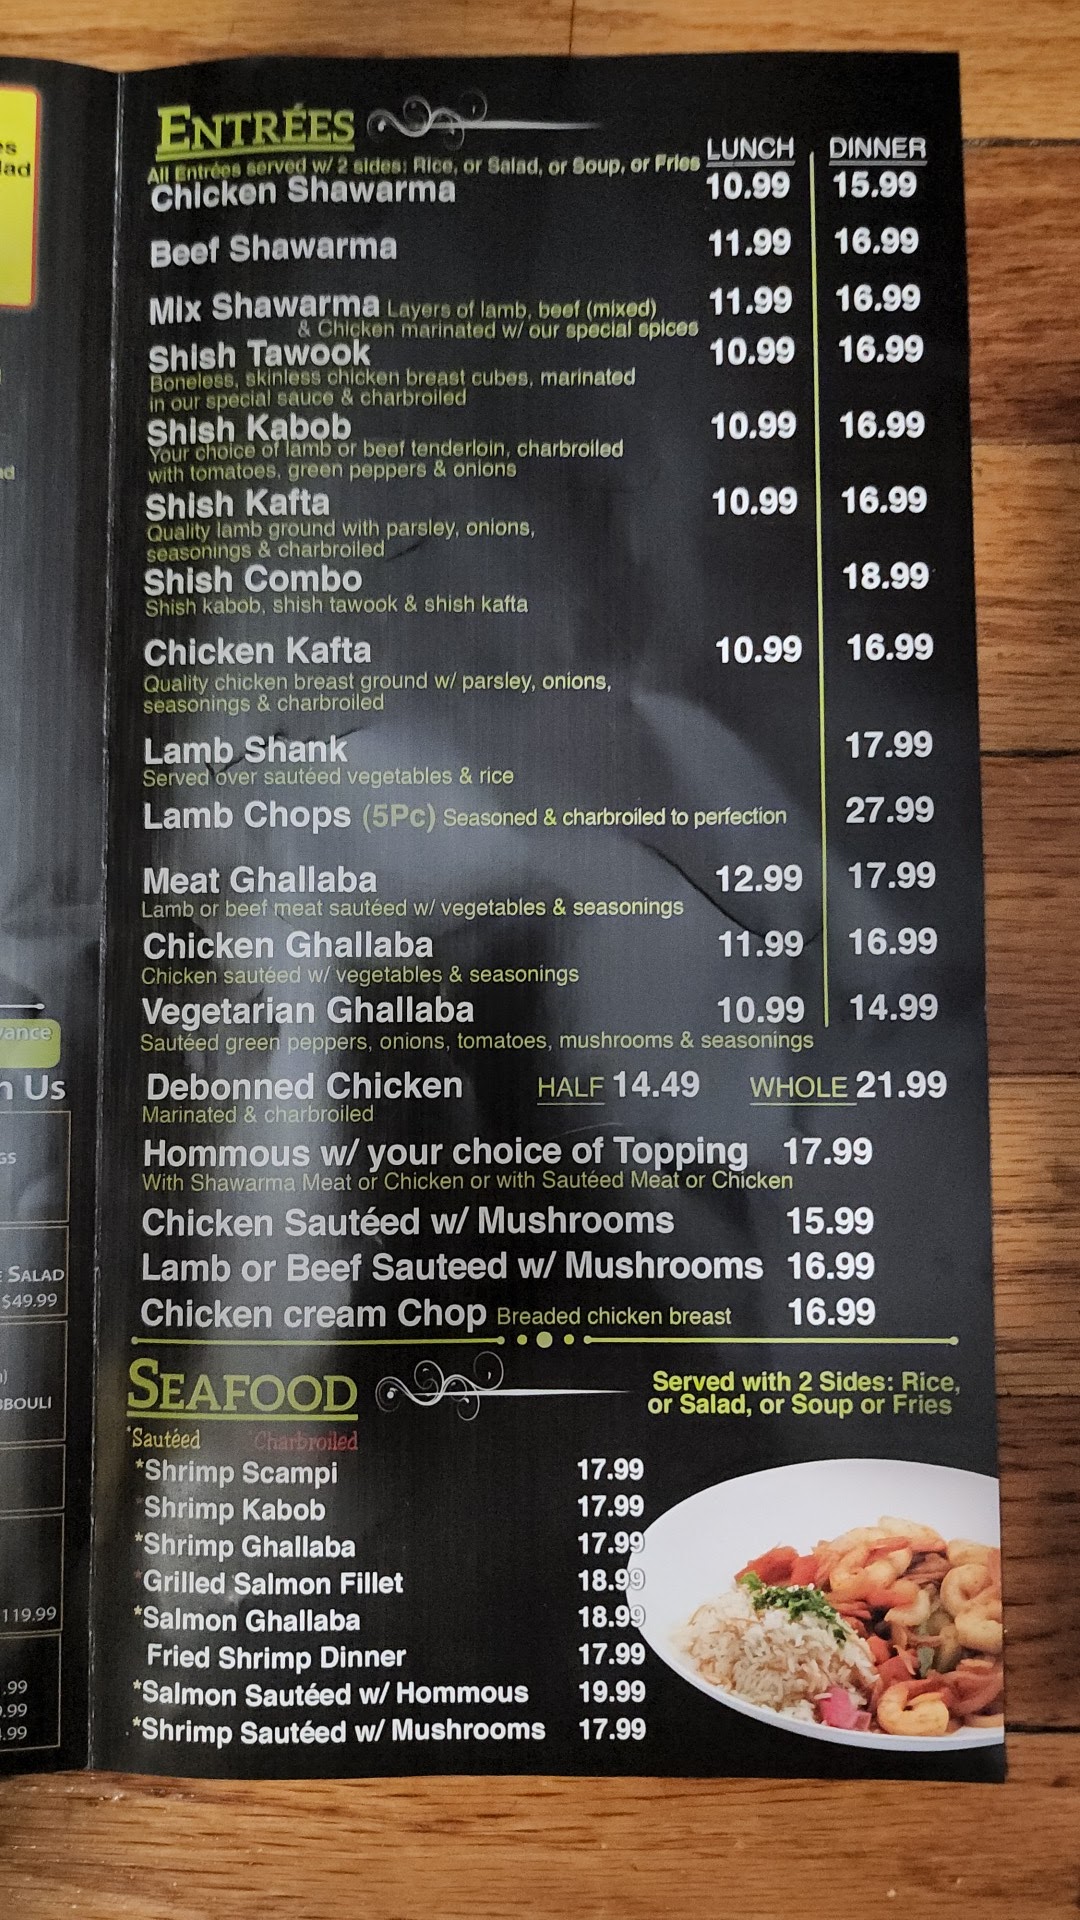 ENTRÉES
LUNCH DINNER
All Entrées served w/ 2 sides: Rice, or Salad, or Soup, or Fries
Chicken Shawarma 10.99 15.99
Beef Shawarma 11.99 16.99
Mix Shawarma Layers of lamb, beef (mixed) 11.99 16.99
& Chicken marinated w/ our special spices
Shish Tawook 10.99 16.99
Boneless, skinless chicken breast cubes, marinated
in our special sauce & charbroiled
Shish Kabob 10.99 16.99
Your choice of lamb or beef tenderloin, charbroiled
with tomatoes, green peppers & onions
Shish Kafta 10.99 16.99
Quality lamb ground with parsley, onions,
seasonings & charbroiled
Shish Combo 18.99
Shish kabob, shish tawook & shish kafta
Chicken Kafta 10.99 16.99
Quality chicken breast ground w/ parsley, onions,
seasonings & charbroiled
Lamb Shank 17.99
Served over sautéed vegetables & rice
Lamb Chops (5Pc) Seasoned & charbroiled to perfection 27.99
Meat Ghallaba 12.99 17.99
Lamb or beef meat sautéed w/ vegetables & seasonings
Chicken Ghallaba 11.99 16.99
Chicken sautéed w/ vegetables & seasonings
Vegetarian Ghallaba 10.99 14.99
Sautéed green peppers, onions, tomatoes, mushrooms & seasonings
Debonned Chicken HALF 14.49 WHOLE 21.99
Marinated & charbroiled
Hommous w/ your choice of Topping 17.99
With Shawarma Meat or Chicken or with Sautéed Meat or Chicken
Chicken Sautéed w/ Mushrooms 15.99
Lamb or Beef Sauteed w/ Mushrooms 16.99
Chicken cream Chop Breaded chicken breast 16.99
SEAFOOD
Served with 2 Sides: Rice,
or Salad, or Soup or Fries
*Sautéed *Charbroiled
*Shrimp Scampi 17.99
*Shrimp Kabob 17.99
*Shrimp Ghallaba 17.99
*Grilled Salmon Fillet 18.99
*Salmon Ghallaba 18.99
Fried Shrimp Dinner 17.99
*Salmon Sautéed w/ Hommous 19.99
*Shrimp Sautéed w/ Mushrooms 17.99
Us
SALAD
$49.99
119.99
.99
.99
.99